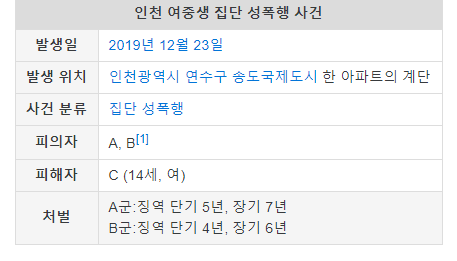 인천 여중생 집단 성폭행 사건
발생일 2019년 12월 23일
발생 위치 인천광역시 연수구 송도국제도시 한 아파트의 계단
사건 분류 집단 성폭행
피의자 A, B[1]
피해자 C (14세, 여)
처벌 A군:징역 단기 5년, 장기 7년
B군:징역 단기 4년, 장기 6년